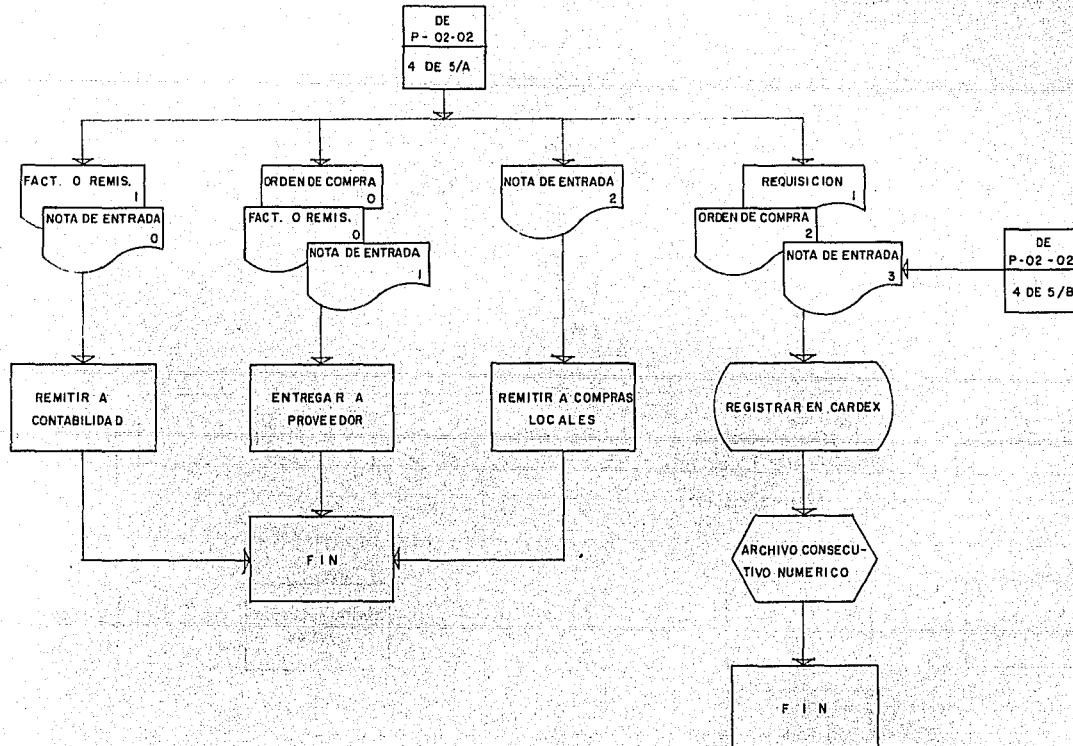 DE
P-02-02
4 DE 5/A
FACT. O REMIS.
1
NOTA DE ENTRADA
0
ORDEN DE COMPRA
0
FACT. O REMIS.
0
NOTA DE ENTRADA
1
NOTA DE ENTRADA
2
REQUISICION
1
ORDEN DE COMPRA
2
NOTA DE ENTRADA
3
DE
P-02-02
4 DE 5/B
REMITIR A
CONTABILIDAD
ENTREGAR A
PROVEEDOR
REMITIR A COMPRAS
LOCALES
REGISTRAR EN CARDEX
FIN
ARCHIVO CONSECU-
TIVO NUMERICO
FIN